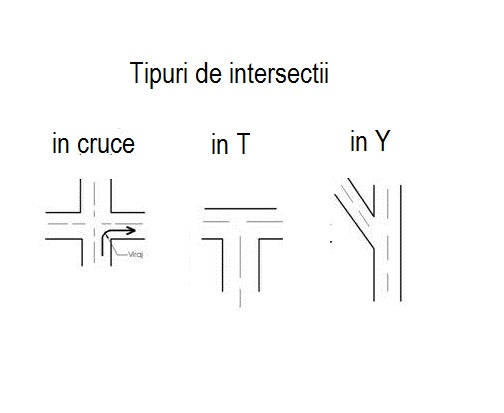 Tipuri de intersectii
in cruce
in T
in Y
Viraj